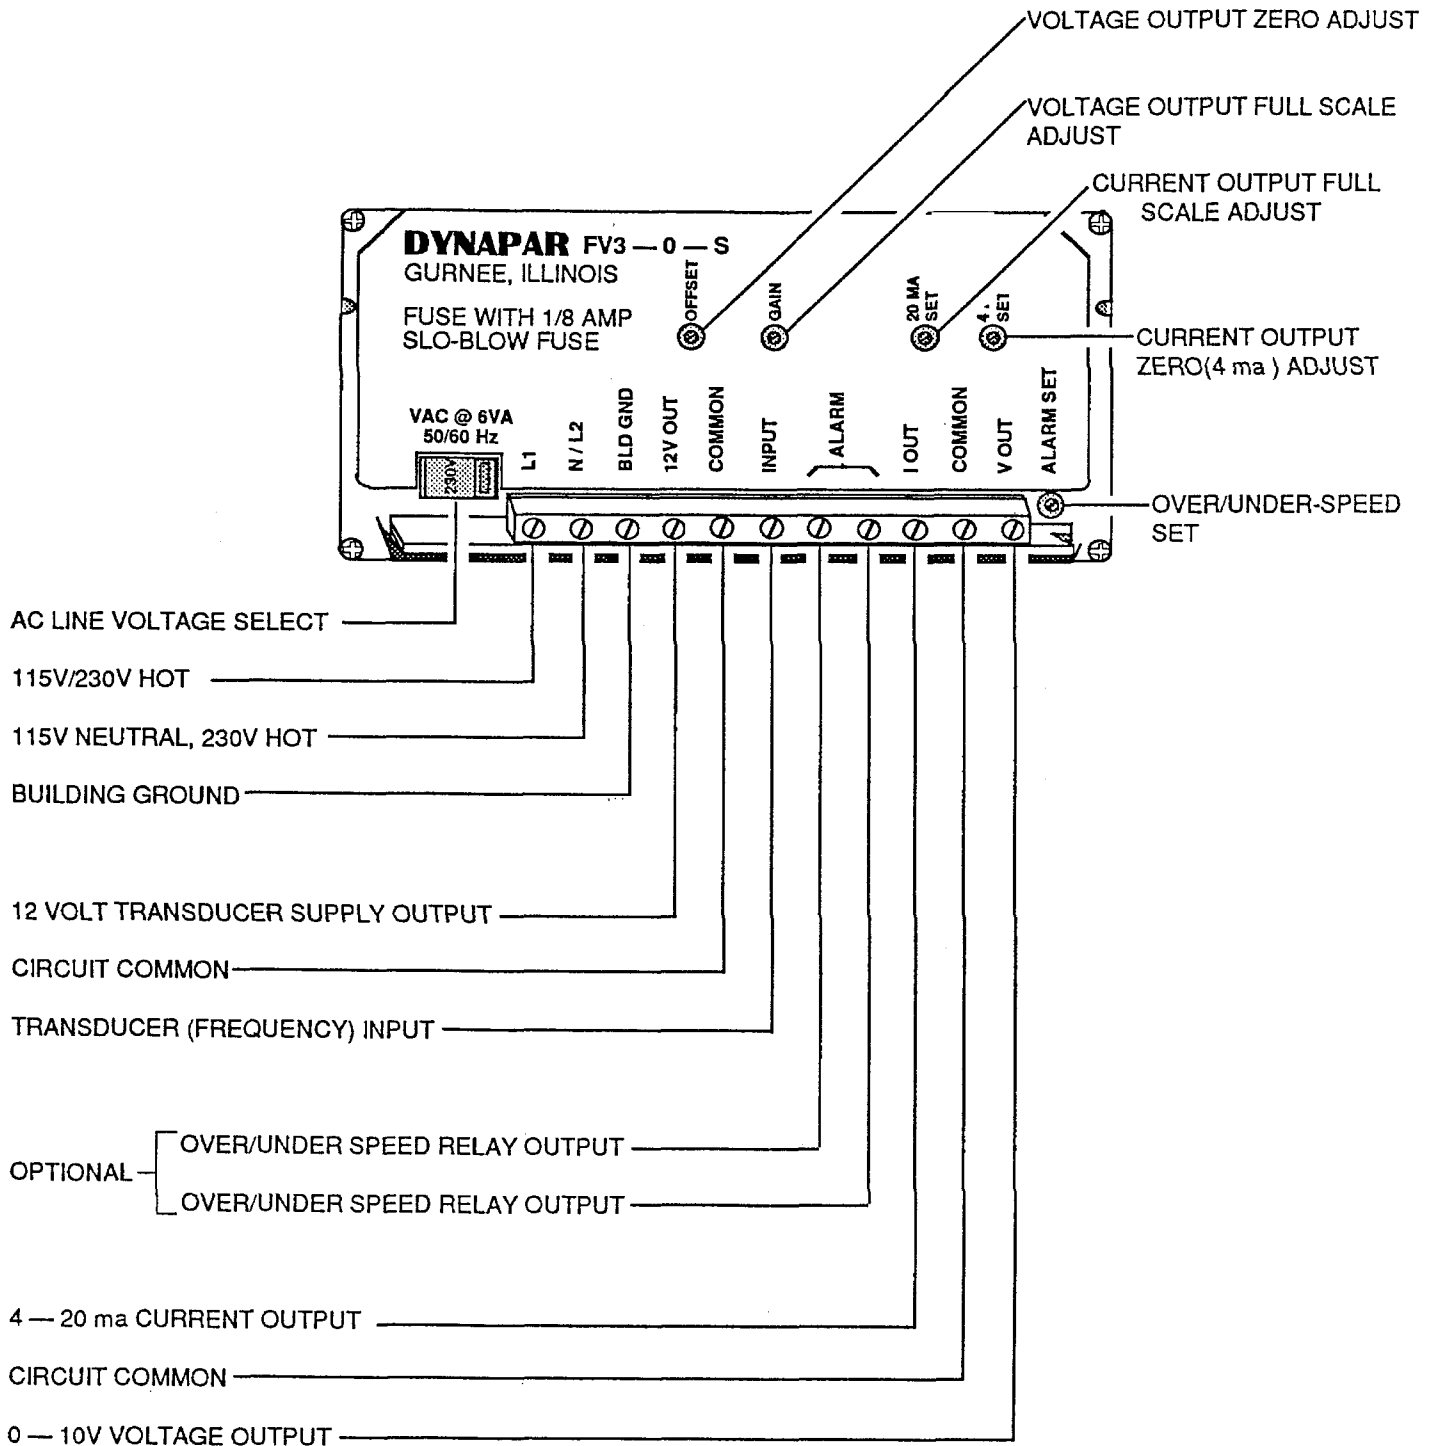 VOLTAGE OUTPUT ZERO ADJUST
VOLTAGE OUTPUT FULL SCALE
ADJUST
CURRENT OUTPUT FULL
SCALE ADJUST
DYNAPAR FV3 — 0 — S
GURNEE, ILLINOIS
FUSE WITH 1/8 AMP
SLO-BLOW FUSE
OFFSET
GAIN
20 MA
SET
4
SET
CURRENT OUTPUT
ZERO(4 ma ) ADJUST
VAC @ 6VA
50/60 Hz
230V
L1
N / L2
BLD GND
12V OUT
COMMON
INPUT
ALARM
I OUT
COMMON
V OUT
ALARM SET
OVER/UNDER-SPEED
SET
AC LINE VOLTAGE SELECT
115V/230V HOT
115V NEUTRAL, 230V HOT
BUILDING GROUND
12 VOLT TRANSDUCER SUPPLY OUTPUT
CIRCUIT COMMON
TRANSDUCER (FREQUENCY) INPUT
OPTIONAL
OVER/UNDER SPEED RELAY OUTPUT
OVER/UNDER SPEED RELAY OUTPUT
4 — 20 ma CURRENT OUTPUT
CIRCUIT COMMON
0 — 10V VOLTAGE OUTPUT